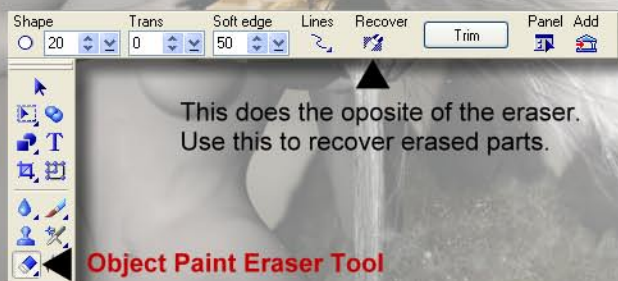 Shape Trans Soft edge Lines Recover Panel Add
20 0 50 Trim
This does the oposite of the eraser.
Use this to recover erased parts.
T
Object Paint Eraser Tool